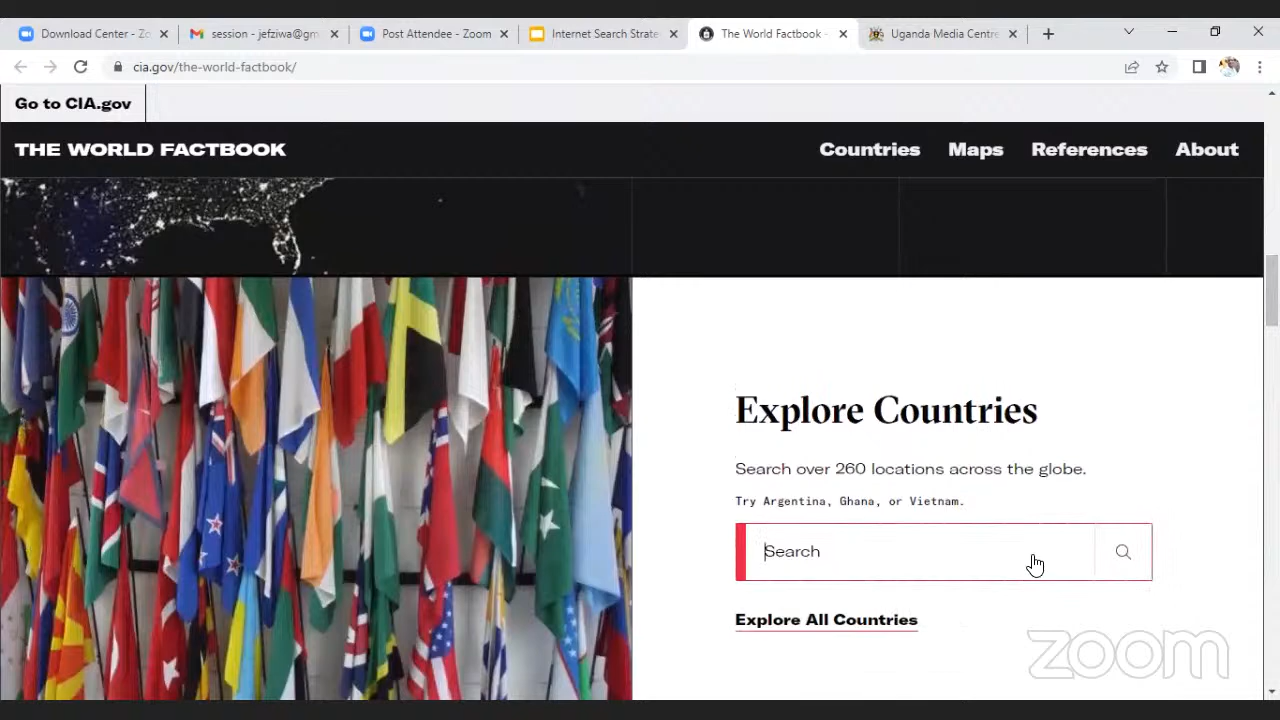 Download Center - Zo
session - jefziwa@gm
Post Attendee - Zoom
Internet Search Strate
The World Factbook -
Uganda Media Centre
cia.gov/the-world-factbook/
Go to CIA.gov
THE WORLD FACTBOOK
Countries
Maps
References
About
Explore Countries
Search over 260 locations across the globe.
Try Argentina, Ghana, or Vietnam.
Search
Explore All Countries
zoom